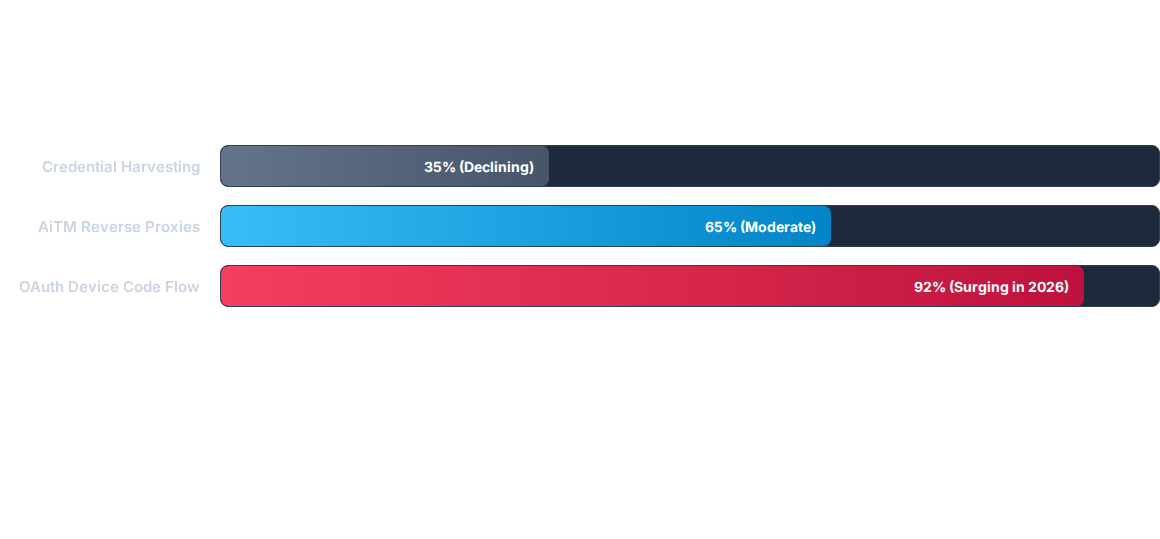 Credential Harvesting 35% (Declining)
AiTM Reverse Proxies 65% (Moderate)
OAuth Device Code Flow 92% (Surging in 2026)